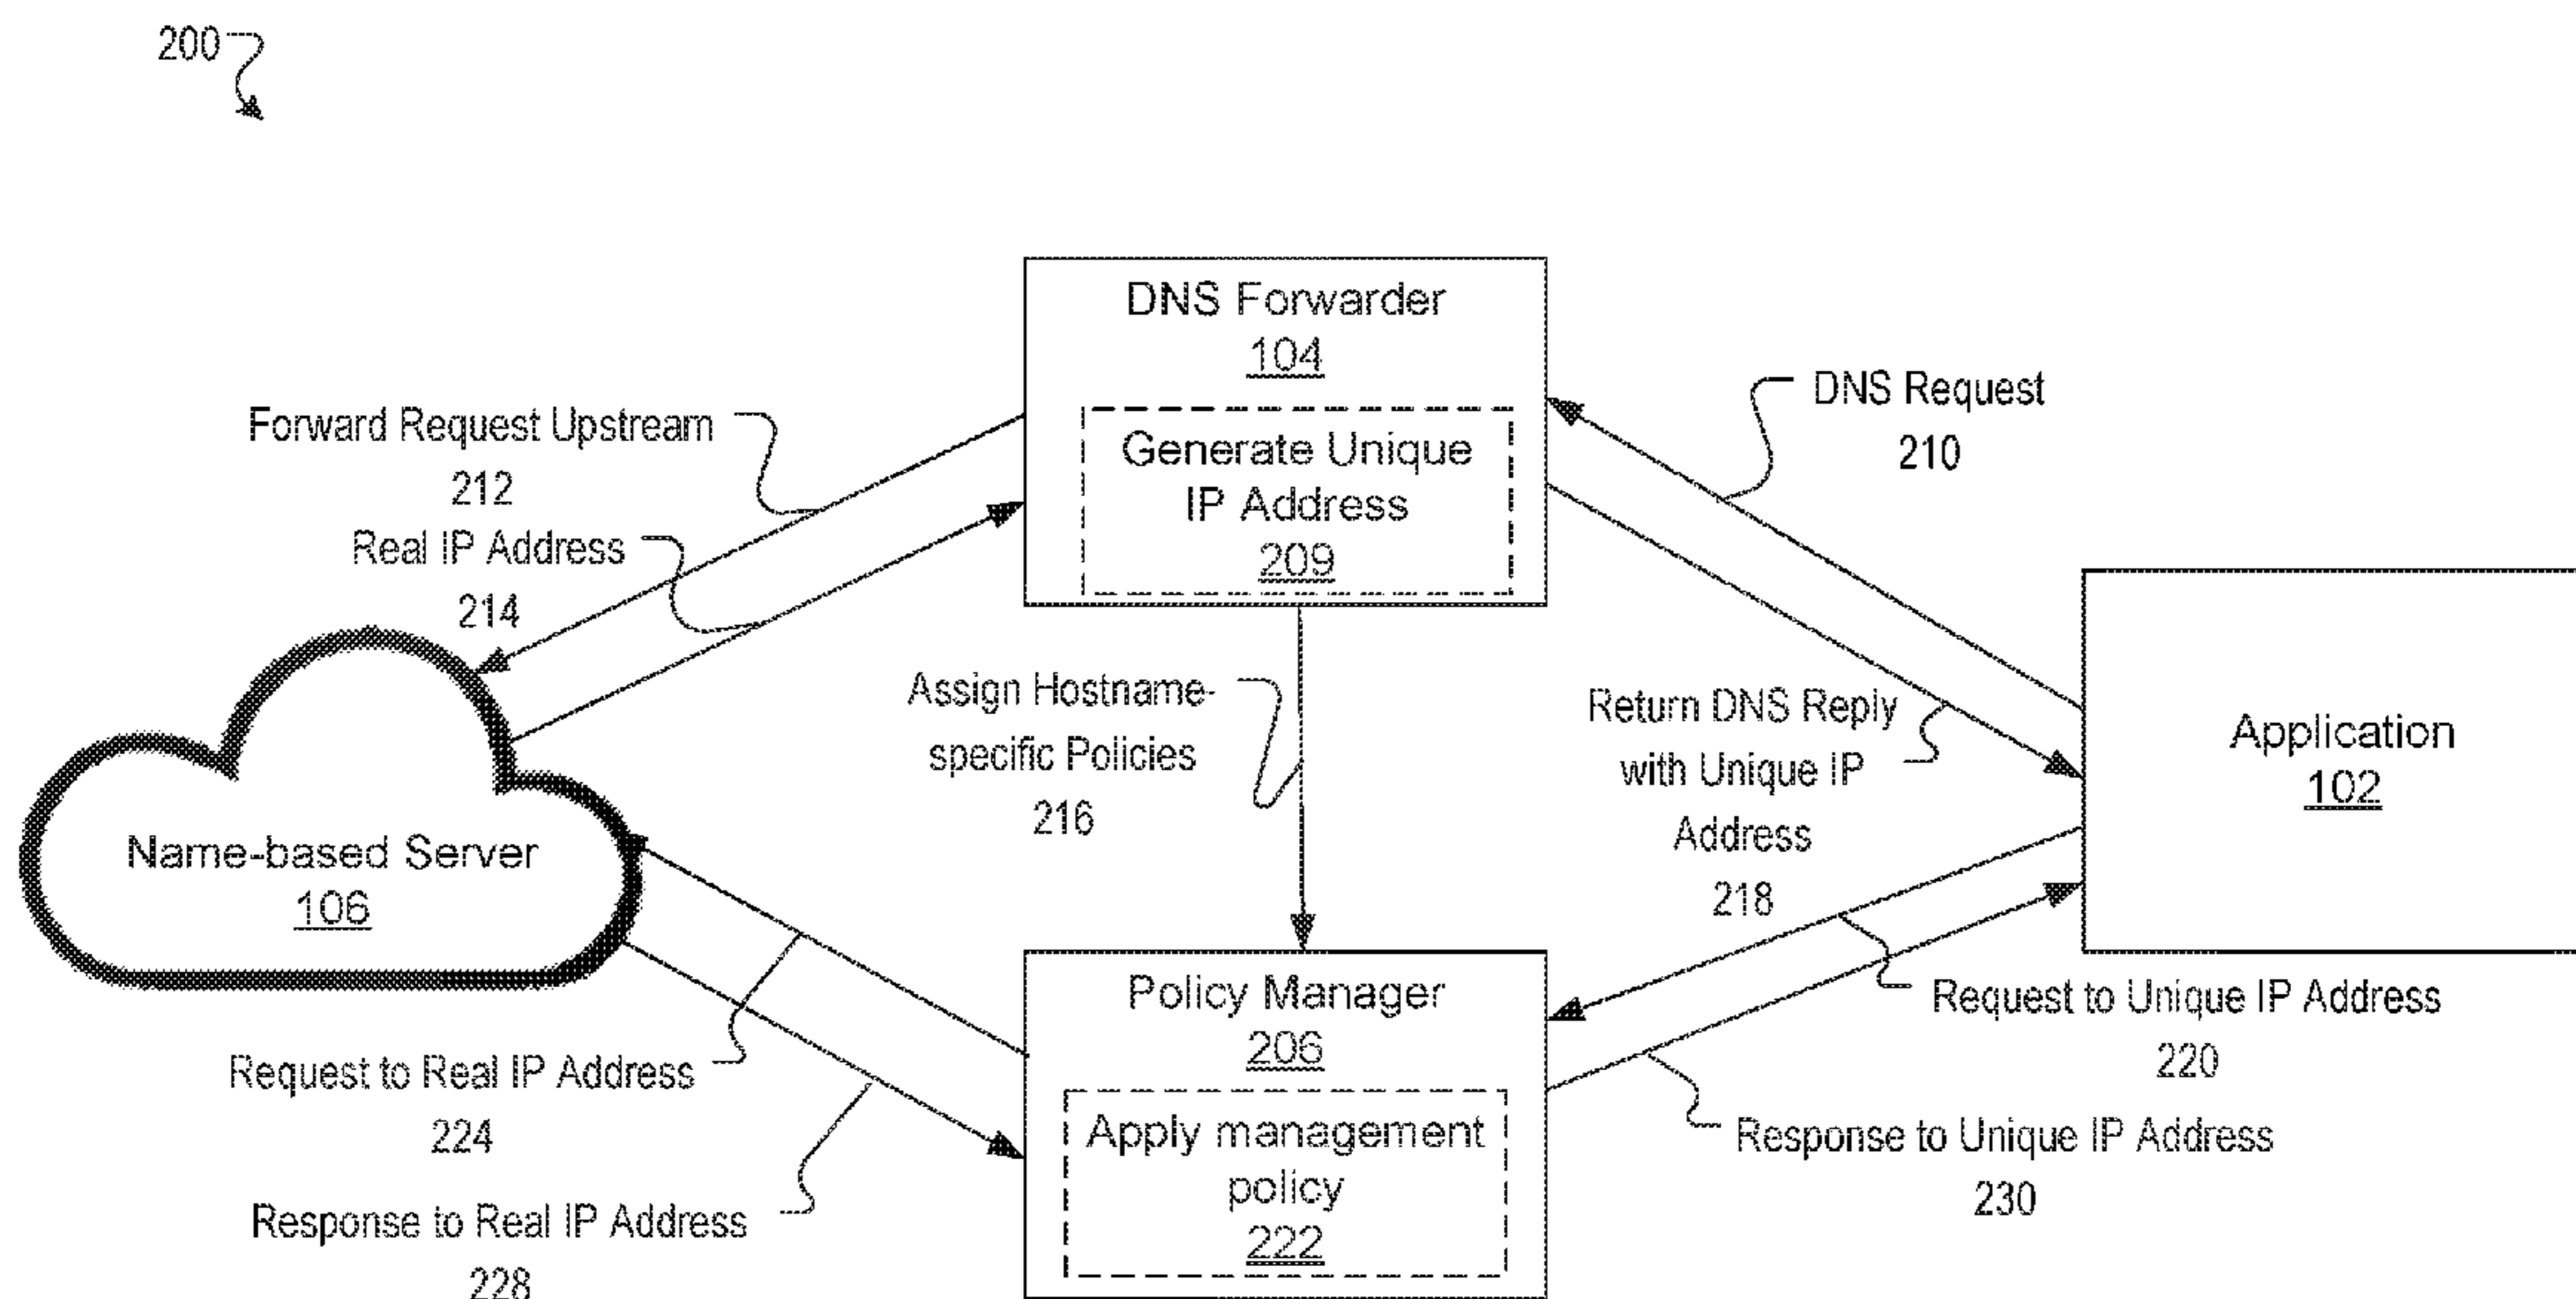 200
DNS Forwarder
104
Generate Unique
IP Address
209
DNS Request
210
Forward Request Upstream
212
Real IP Address
214
Assign Hostname-
specific Policies
216
Return DNS Reply
with Unique IP
Address
218
Application
102
Name-based Server
106
Policy Manager
206
Apply management
policy
222
Request to Unique IP Address
220
Response to Unique IP Address
230
Request to Real IP Address
224
Response to Real IP Address
228